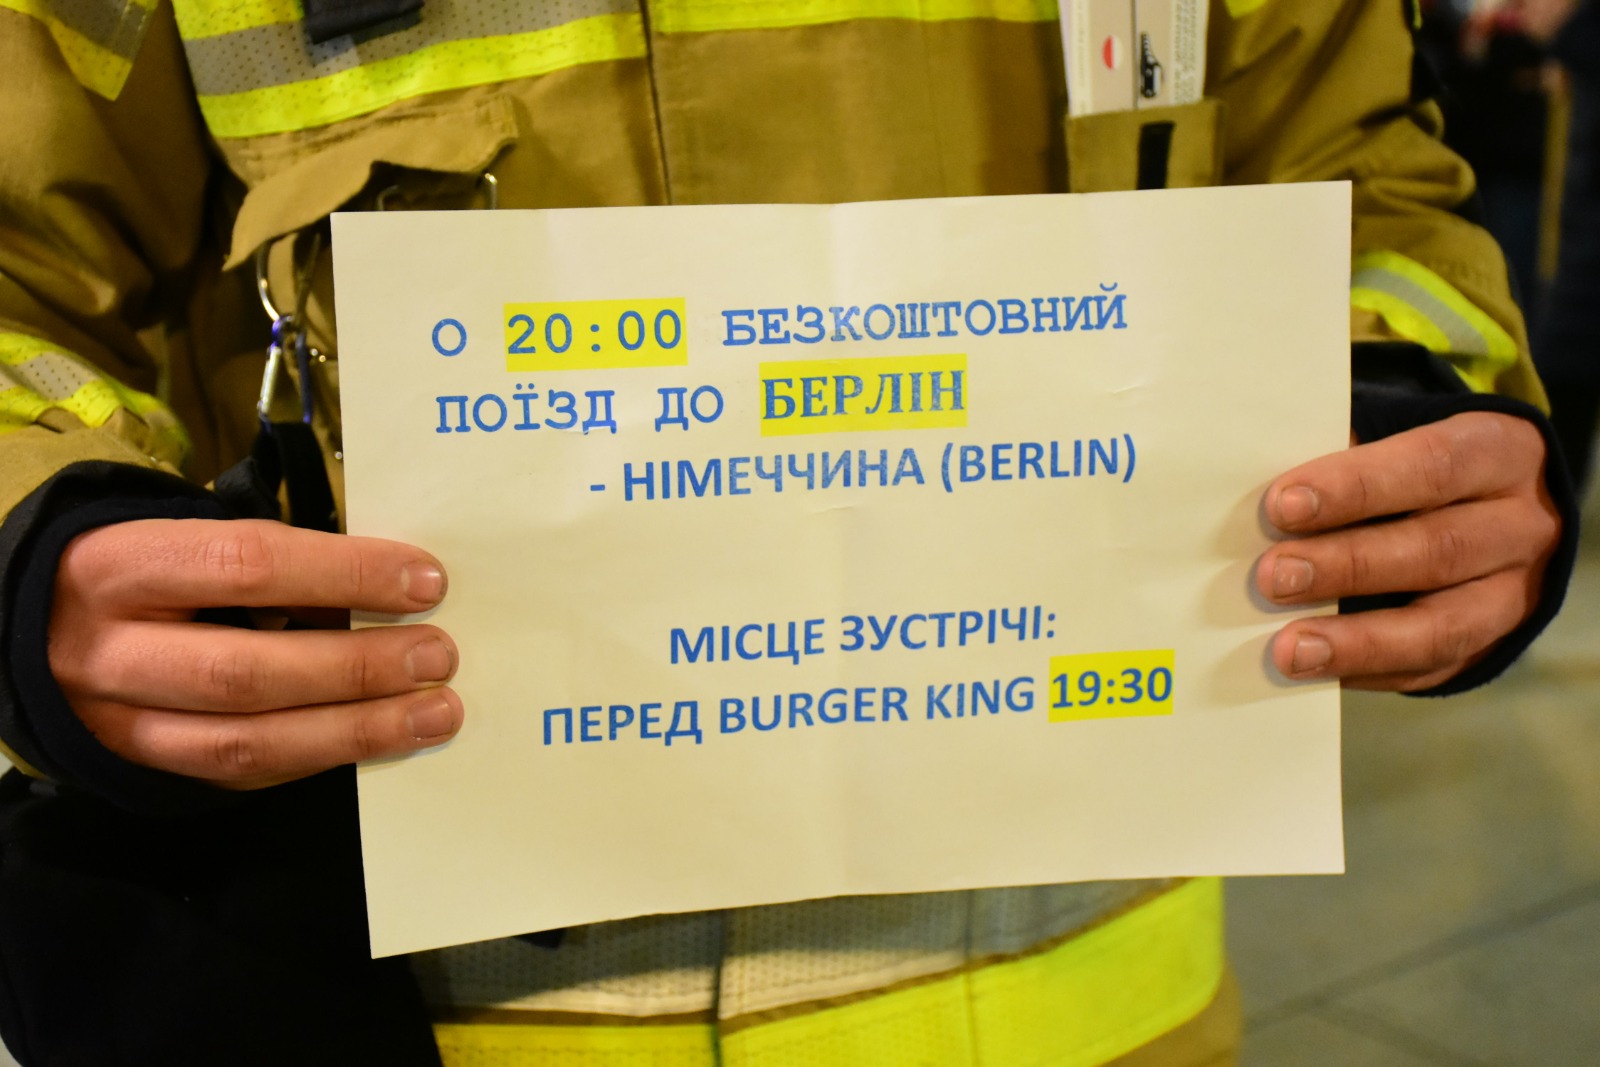 О 20:00 БЕЗКОШТОВНИЙ
ПОЇЗД ДО БЕРЛІН
- НІМЕЧЧИНА (BERLIN)
МІСЦЕ ЗУСТРІЧІ:
ПЕРЕД BURGER KING 19:30